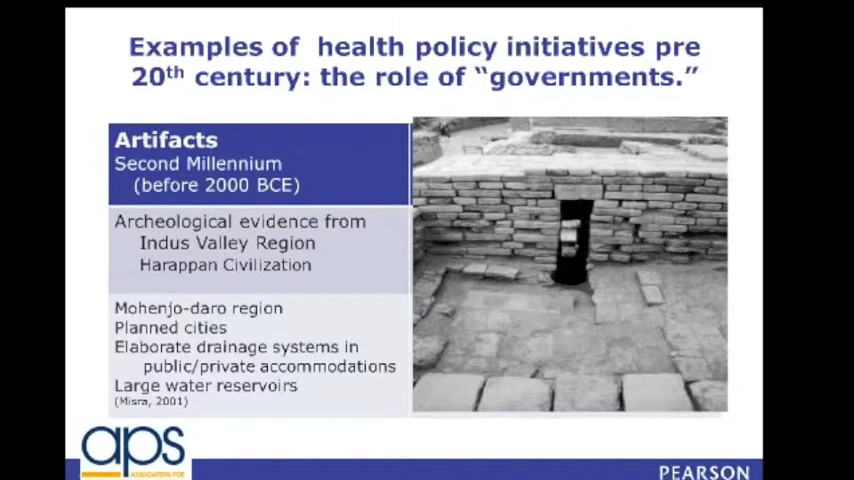 Examples of health policy initiatives pre
20th century: the role of “governments.”
Artifacts
Second Millennium
(before 2000 BCE)
Archeological evidence from
Indus Valley Region
Harappan Civilization
Mohenjo-daro region
Planned cities
Elaborate drainage systems in
public/private accommodations
Large water reservoirs
(Misra, 2001)
aps
ASSOCIATION FOR
PEARSON